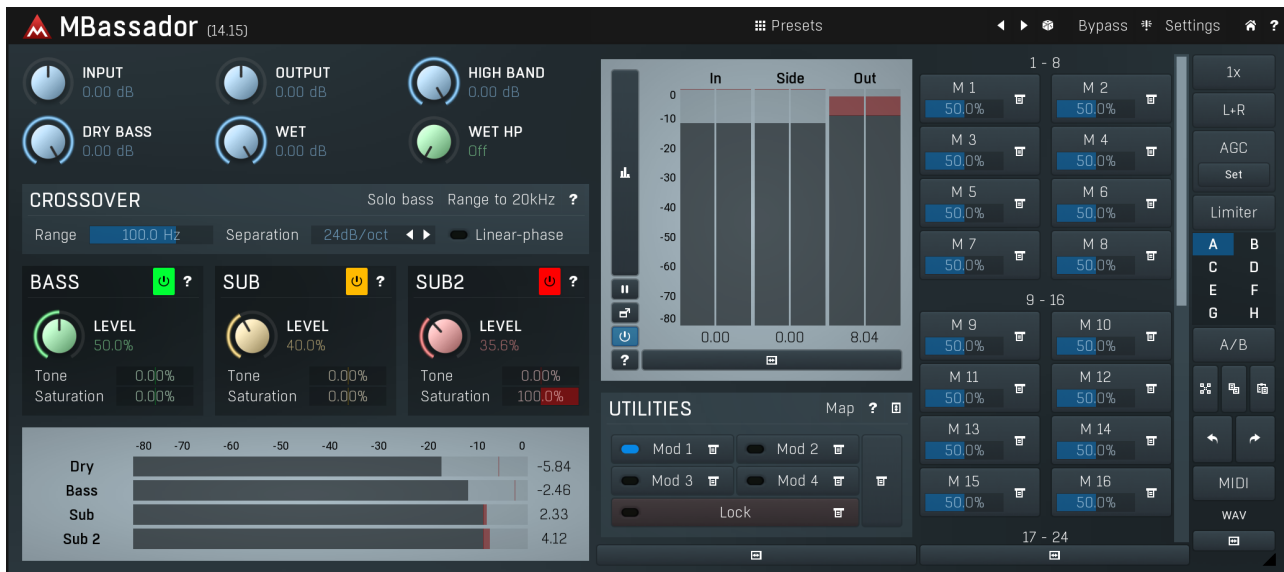 MBassador (14.15) Presets Bypass Settings ?
INPUT
0.00 dB
OUTPUT
0.00 dB
HIGH BAND
0.00 dB
DRY BASS
0.00 dB
WET
0.00 dB
WET HP
Off
CROSSOVER Solo bass Range to 20kHz ?
Range 100.0 Hz Separation 24dB/oct Linear-phase
BASS ?
LEVEL
50.0%
Tone 0.00%
Saturation 0.00%
SUB ?
LEVEL
40.0%
Tone 0.00%
Saturation 0.00%
SUB2 ?
LEVEL
35.6%
Tone 0.00%
Saturation 100.0%
-80 -70 -60 -50 -40 -30 -20 -10 0
Dry -5.84
Bass -2.46
Sub 2.33
Sub 2 4.12
In Side Out
0
-10
-20
-30
-40
-50
-60
-70
-80
0.00 0.00 8.04
?
UTILITIES Map ?
Mod 1 Mod 2
Mod 3 Mod 4
Lock
1 - 8
M 1 M 2
50.0% 50.0%
M 3 M 4
50.0% 50.0%
M 5 M 6
50.0% 50.0%
M 7 M 8
50.0% 50.0%
9 - 16
M 9 M 10
50.0% 50.0%
M 11 M 12
50.0% 50.0%
M 13 M 14
50.0% 50.0%
M 15 M 16
50.0% 50.0%
17 - 24
1x
L+R
AGC
Set
Limiter
A B
C D
E F
G H
A/B
MIDI
WAV